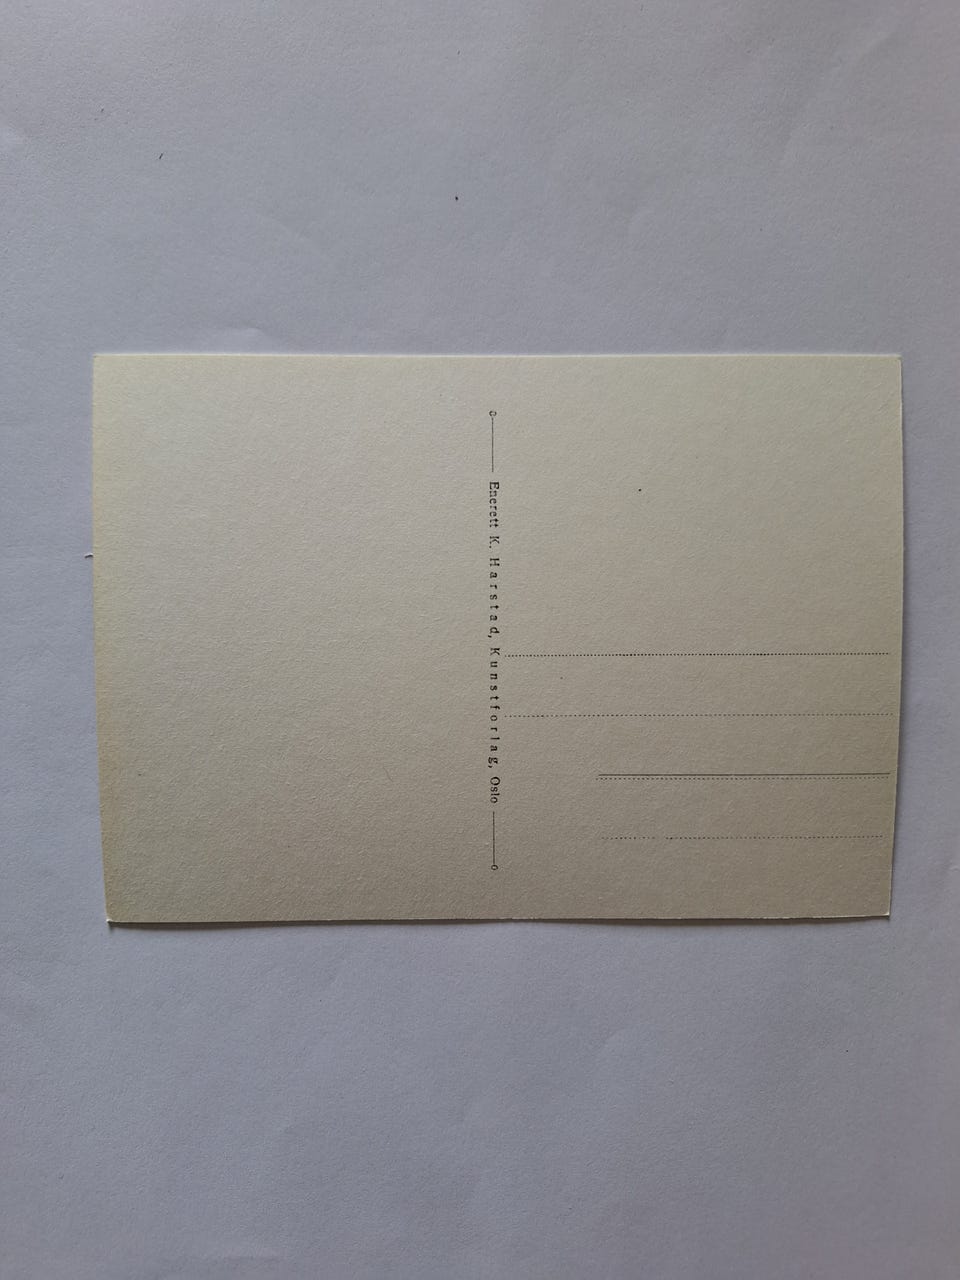 Enerett K. Harstad, Kunstforlag, Oslo